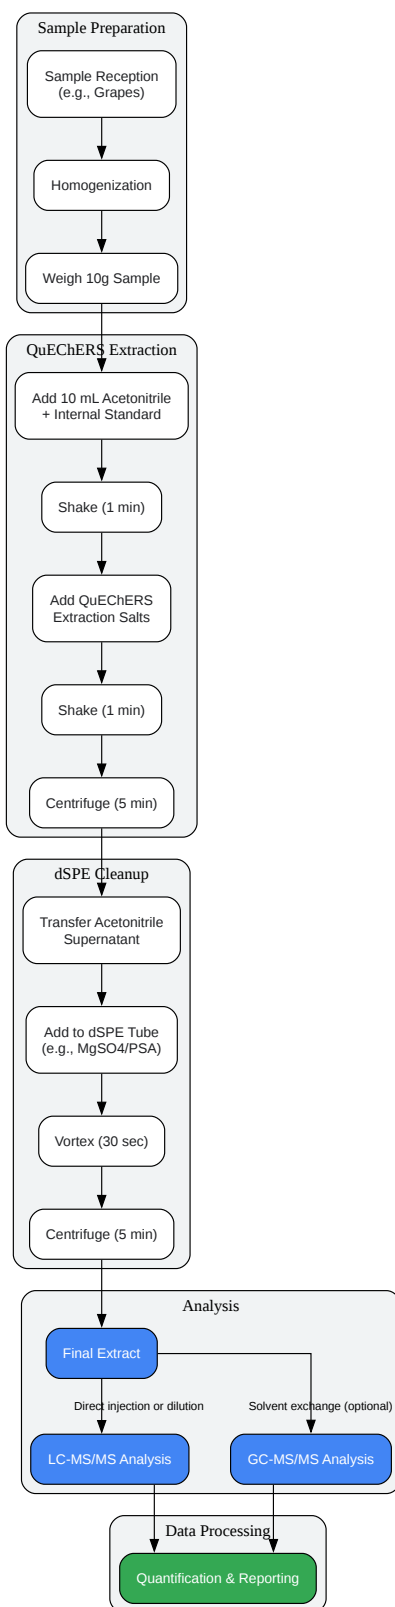 Sample Preparation
Sample Reception
(e.g., Grapes)
Homogenization
Weigh 10g Sample
QuEChERS Extraction
Add 10 mL Acetonitrile
+ Internal Standard
Shake (1 min)
Add QuEChERS
Extraction Salts
Shake (1 min)
Centrifuge (5 min)
dSPE Cleanup
Transfer Acetonitrile
Supernatant
Add to dSPE Tube
(e.g., MgSO4/PSA)
Vortex (30 sec)
Centrifuge (5 min)
Analysis
Final Extract
Direct injection or dilution
Solvent exchange (optional)
LC-MS/MS Analysis
GC-MS/MS Analysis
Data Processing
Quantification & Reporting